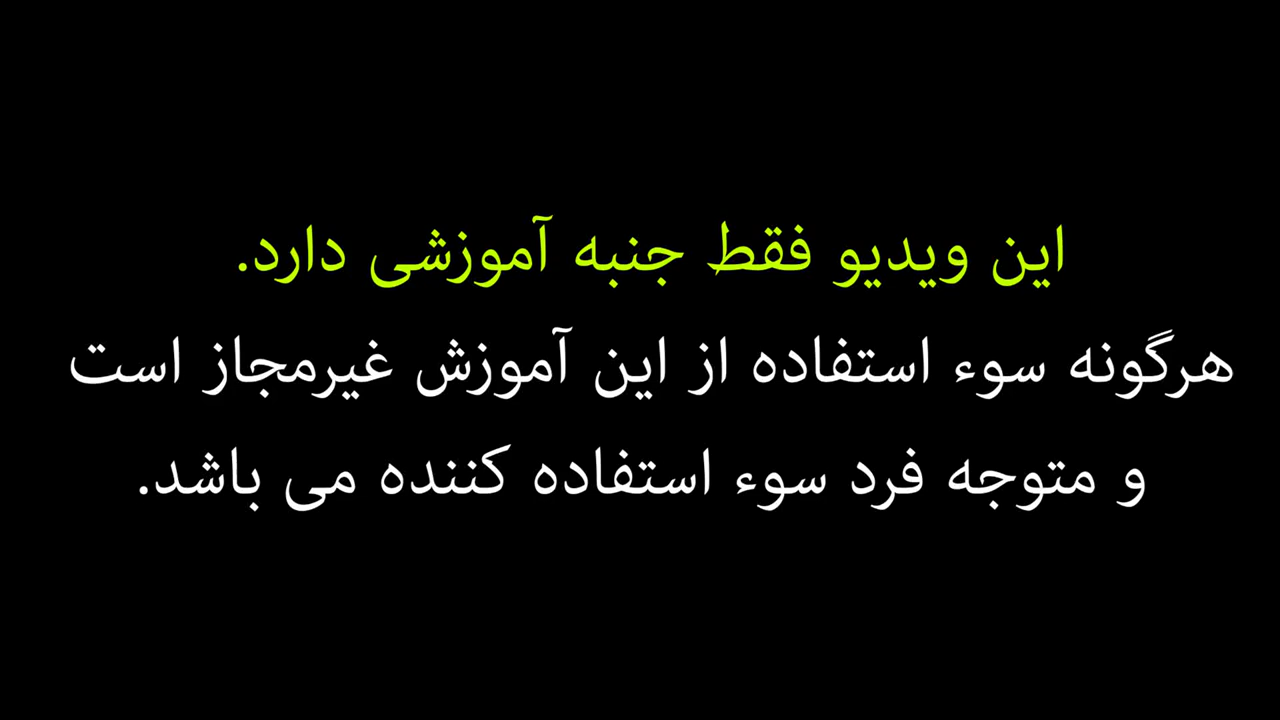 این ویدیو فقط جنبه آموزشی دارد.
هرگونه سوء استفاده از این آموزش غیرمجاز است
و متوجه فرد سوء استفاده کننده می باشد.